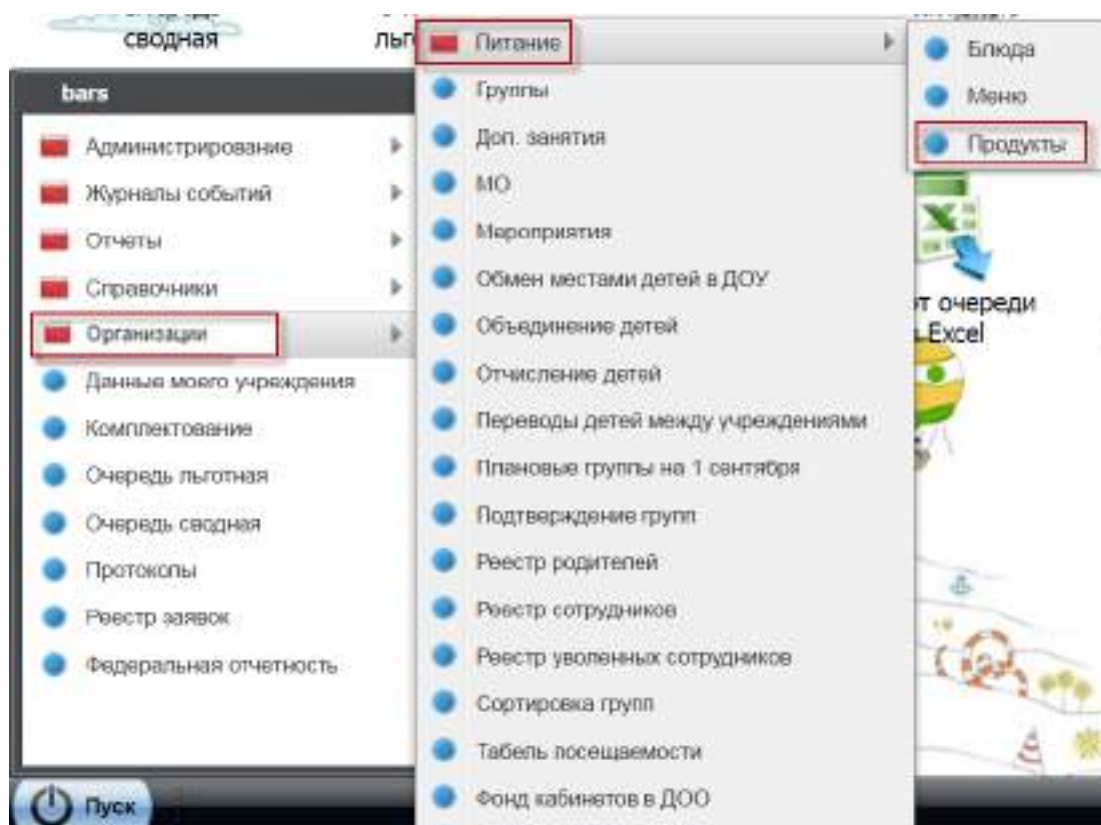 сводная
bars
Администрирование
Журналы событий
Отчеты
Справочники
Организации
Данные моего учреждения
Комплектование
Очередь льготная
Очередь сводная
Протоколы
Реестр заявок
Федеральная отчетность
Пуск
Питание
Группы
Доп. занятия
МО
Мероприятия
Обмен местами детей в ДОУ
Объединение детей
Отчисление детей
Переводы детей между учреждениями
Плановые группы на 1 сентября
Подтверждение групп
Реестр родителей
Реестр сотрудников
Реестр уволенных сотрудников
Сортировка групп
Табель посещаемости
Фонд кабинетов в ДОО
Блюда
Меню
Продукты
очереди
Excel